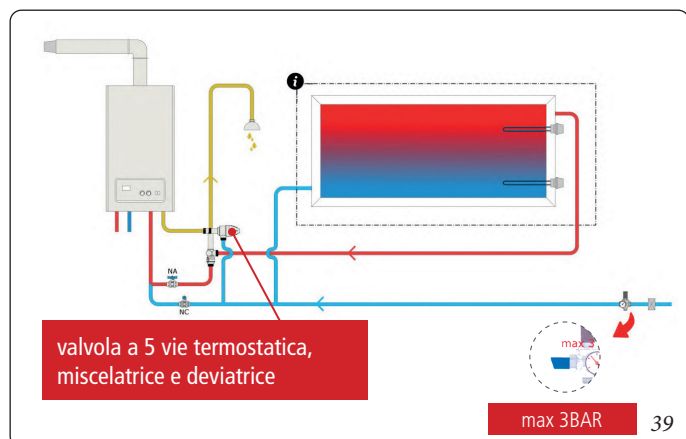 i
NA
NC
valvola a 5 vie termostatica,
miscelatrice e deviatrice
max 3
max 3BAR
39